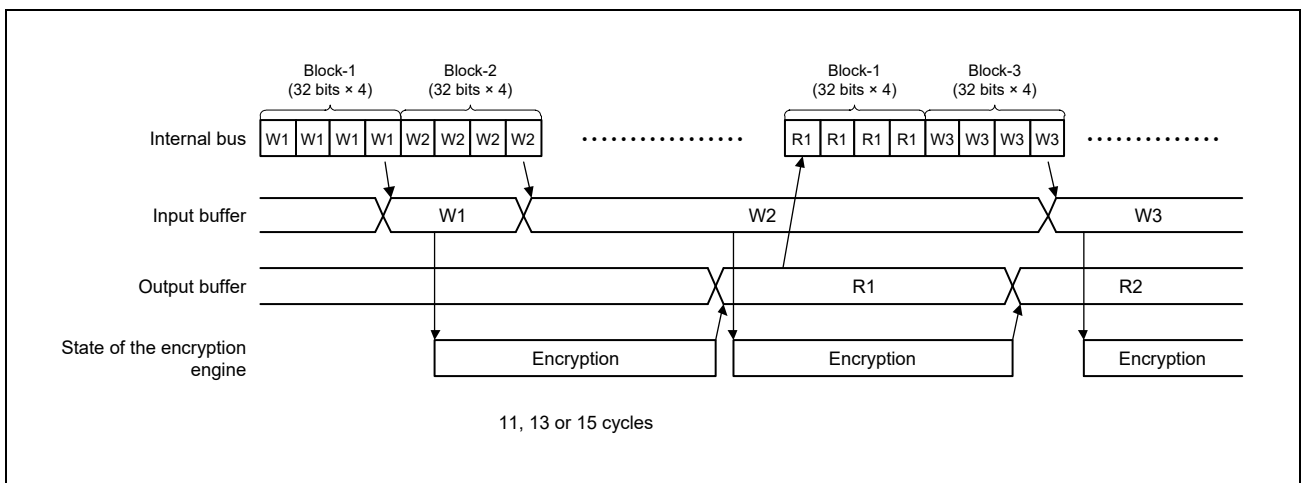 Block-1 Block-2 Block-1 Block-3
(32 bits × 4) (32 bits × 4) (32 bits × 4) (32 bits × 4)
Internal bus W1 W1 W1 W1 W2 W2 W2 W2 ·················· R1 R1 R1 R1 W3 W3 W3 W3 ···············
Input buffer W1 W2 W3
Output buffer R1 R2
State of the encryption
engine Encryption Encryption Encryption
11, 13 or 15 cycles